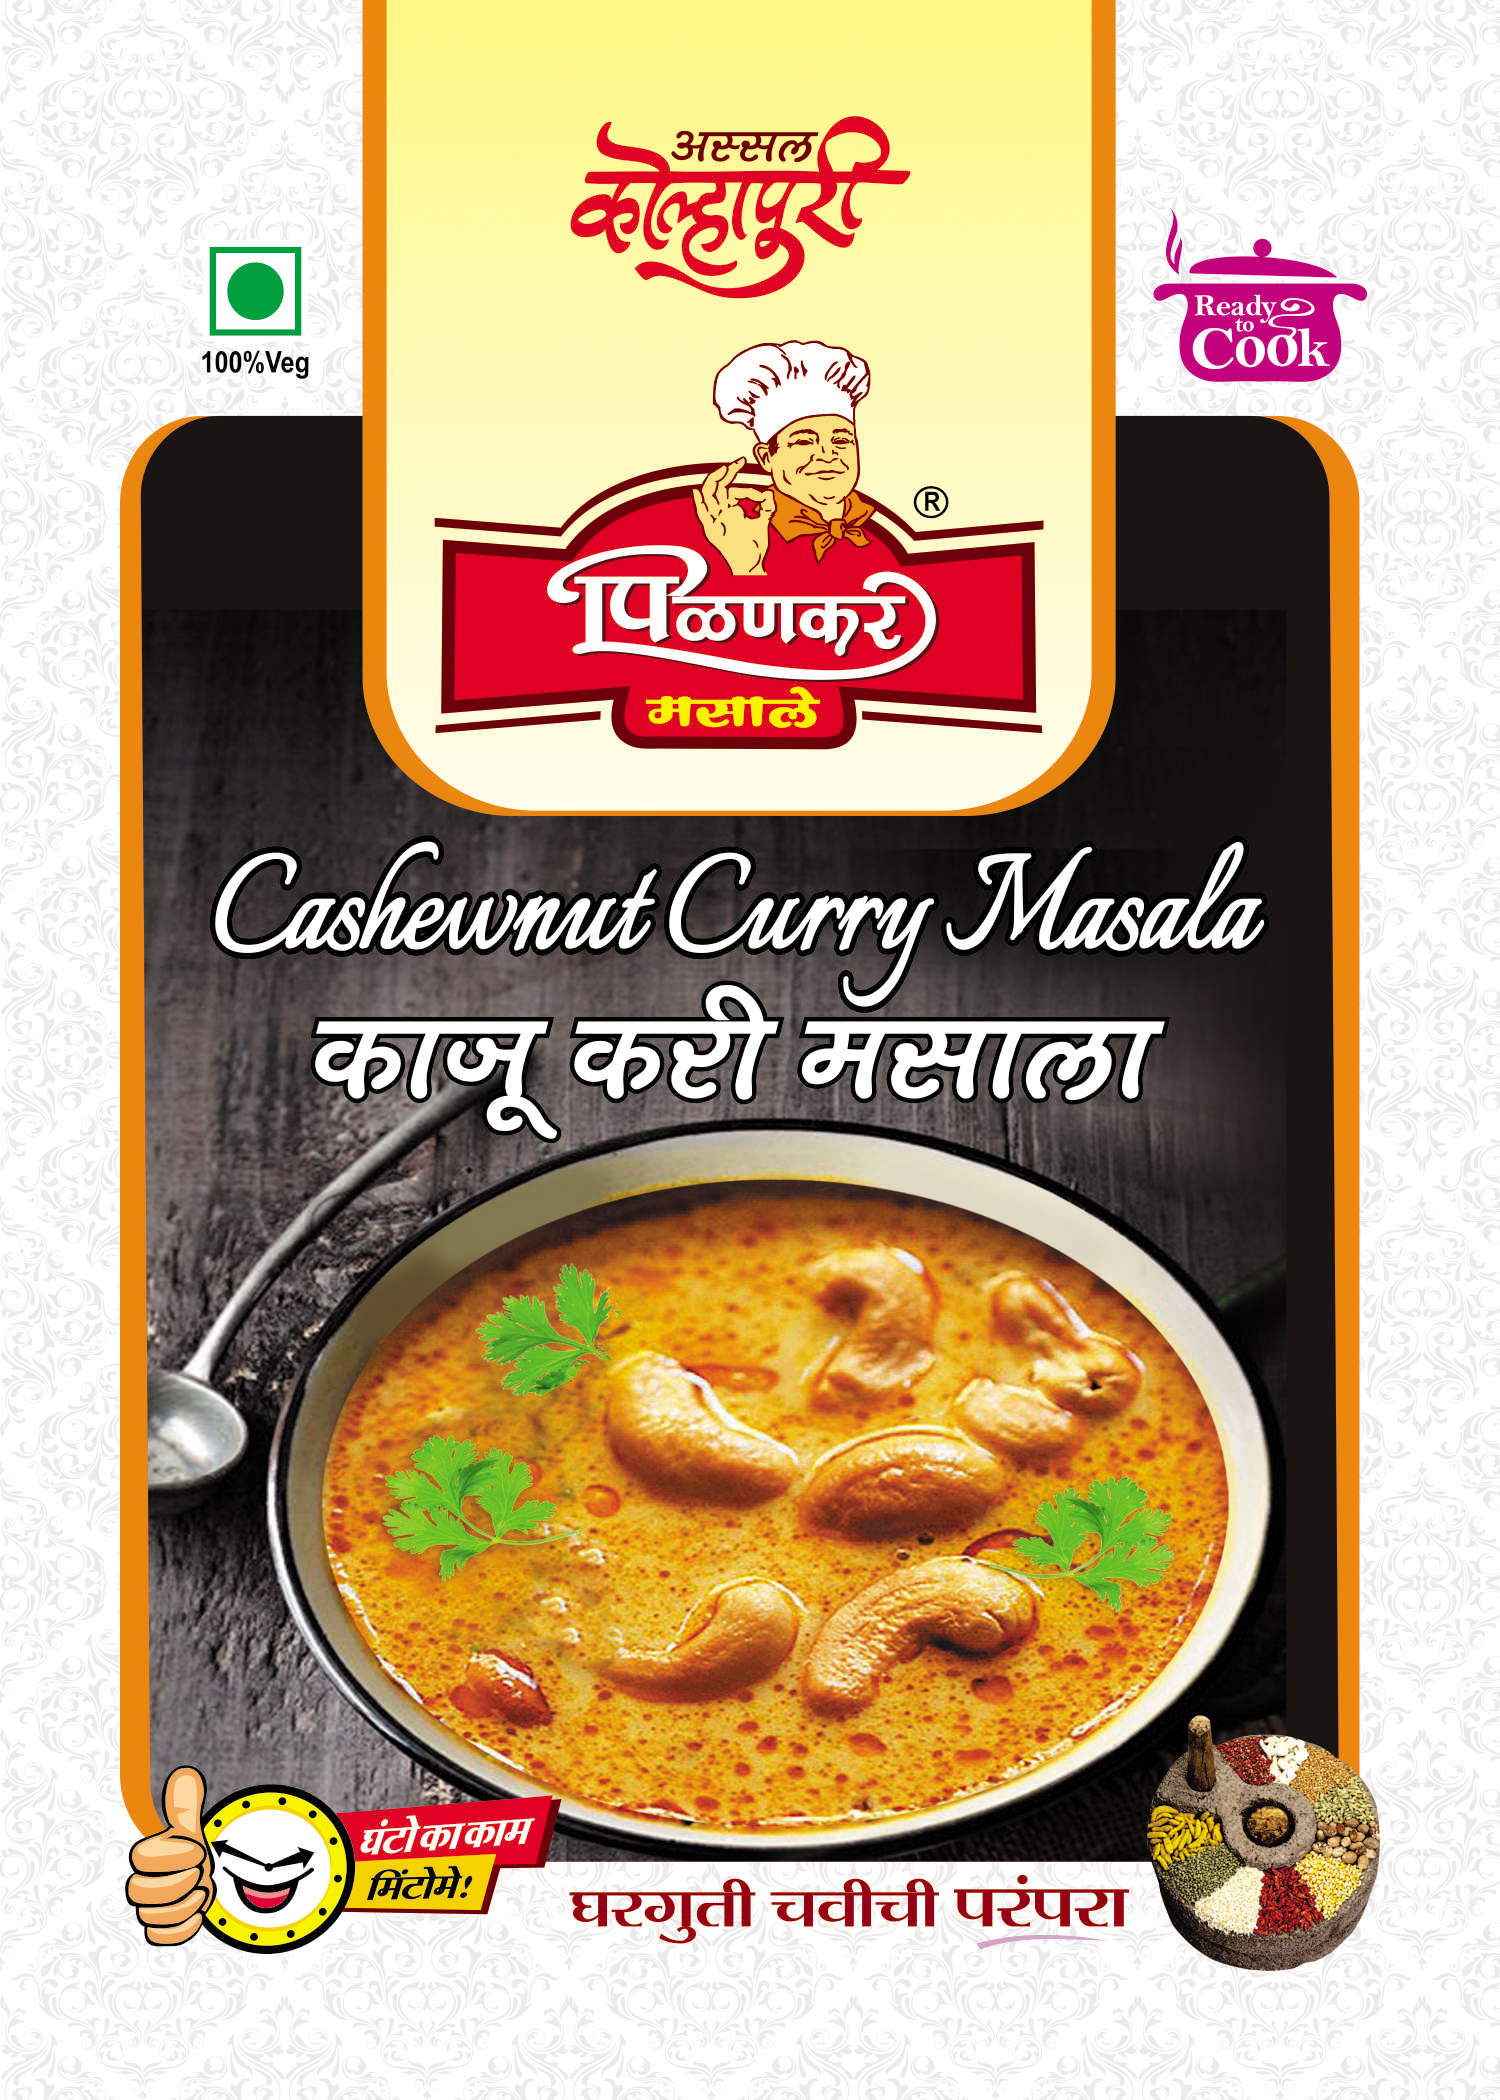 अस्सल
कोल्हापुरी
100%Veg
Ready
to
Cook
®
पिळणकर
मसाले
Cashewnut Curry Masala
काजू करी मसाला
घंटो का काम
मिंटोमे!
घरगुती चवीची परंपरा